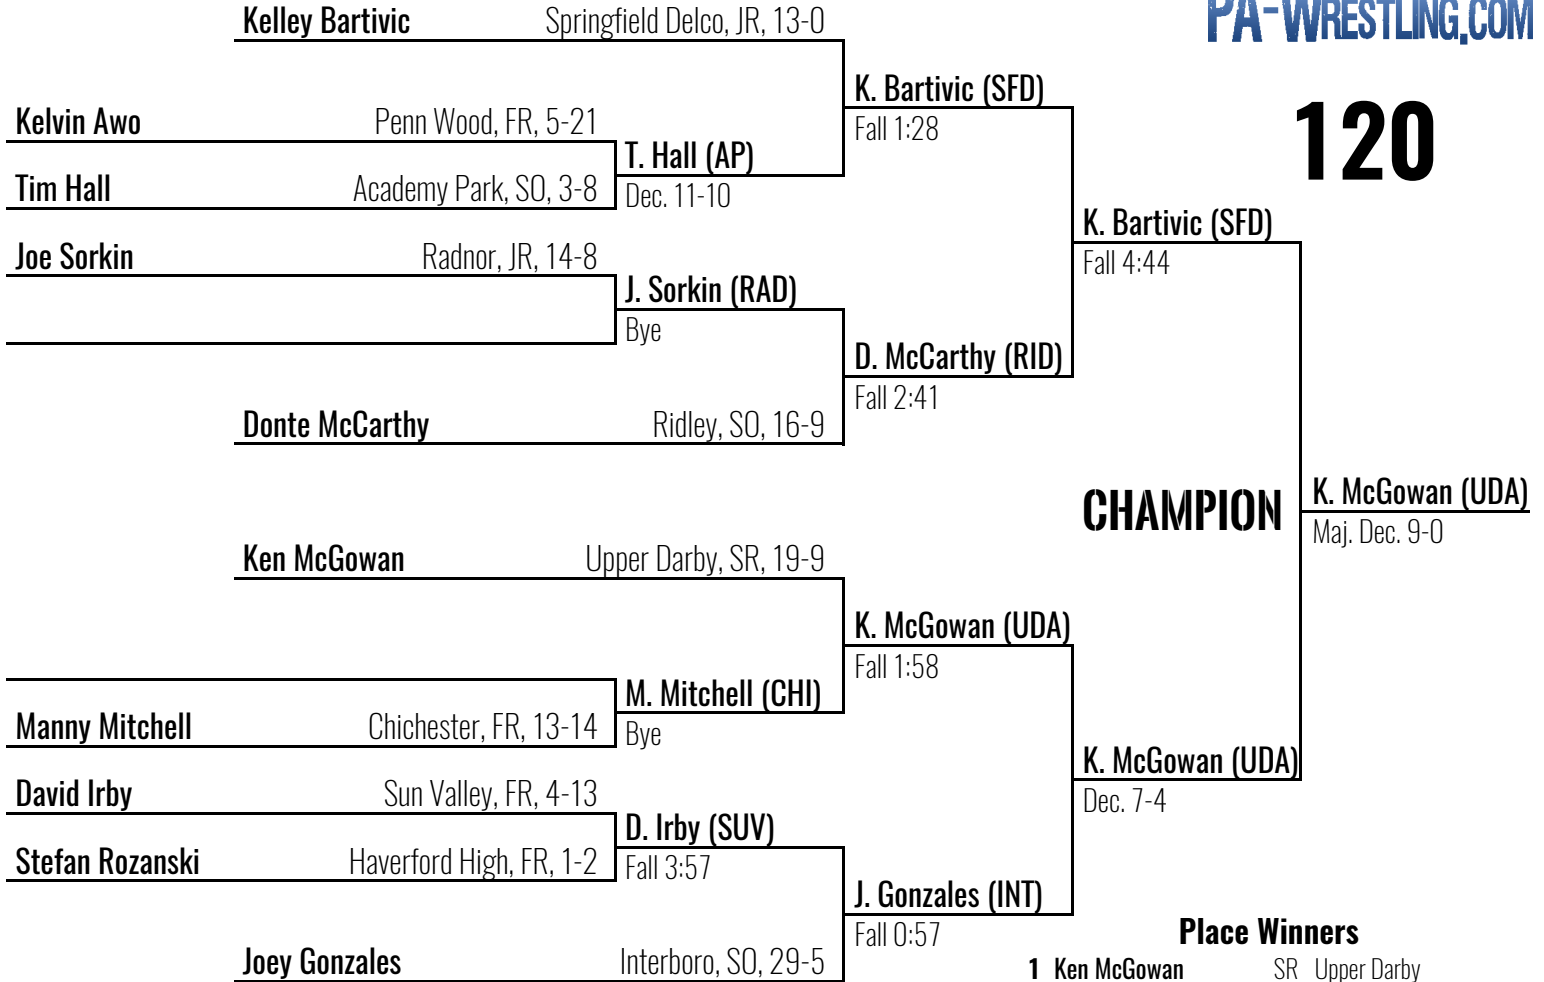 PA-WRESTLING.COM
120
Kelley Bartivic Springfield Delco, JR, 13-0
K. Bartivic (SFD)
Fall 1:28
Kelvin Awo Penn Wood, FR, 5-21
T. Hall (AP)
Dec. 11-10
Tim Hall Academy Park, SO, 3-8
K. Bartivic (SFD)
Fall 4:44
Joe Sorkin Radnor, JR, 14-8
J. Sorkin (RAD)
Bye
D. McCarthy (RID)
Fall 2:41
Donte McCarthy Ridley, SO, 16-9
CHAMPION
K. McGowan (UDA)
Maj. Dec. 9-0
Ken McGowan Upper Darby, SR, 19-9
K. McGowan (UDA)
Fall 1:58
M. Mitchell (CHI)
Bye
Manny Mitchell Chichester, FR, 13-14
K. McGowan (UDA)
Dec. 7-4
David Irby Sun Valley, FR, 4-13
D. Irby (SUV)
Fall 3:57
Stefan Rozanski Haverford High, FR, 1-2
J. Gonzales (INT)
Fall 0:57
Joey Gonzales Interboro, SO, 29-5
Place Winners
1 Ken McGowan SR Upper Darby